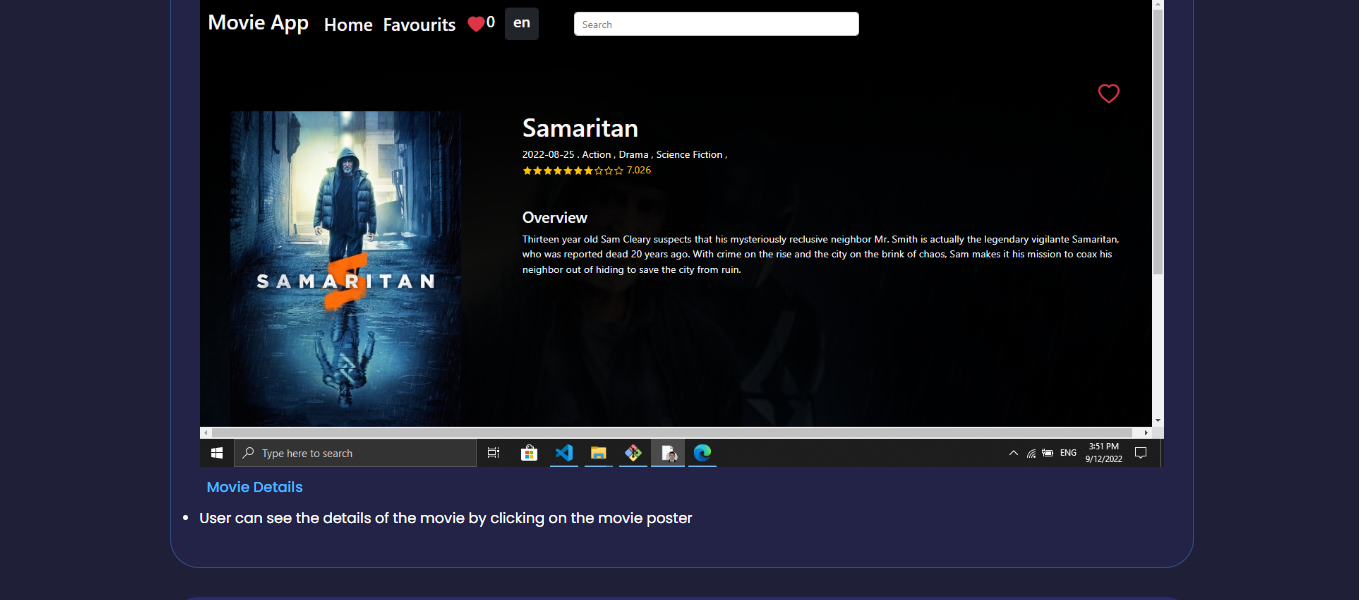 Movie App Home Favourits 0 en Search
Samaritan
2022-08-25 . Action , Drama , Science Fiction ,
7.026
Overview
Thirteen year old Sam Cleary suspects that his mysteriously reclusive neighbor Mr. Smith is actually the legendary vigilante Samaritan,
who was reported dead 20 years ago. With crime on the rise and the city on the brink of chaos, Sam makes it his mission to coax his
neighbor out of hiding to save the city from ruin.
SAMARITAN
Type here to search
ENG
3:51 PM
9/12/2022
Movie Details
User can see the details of the movie by clicking on the movie poster